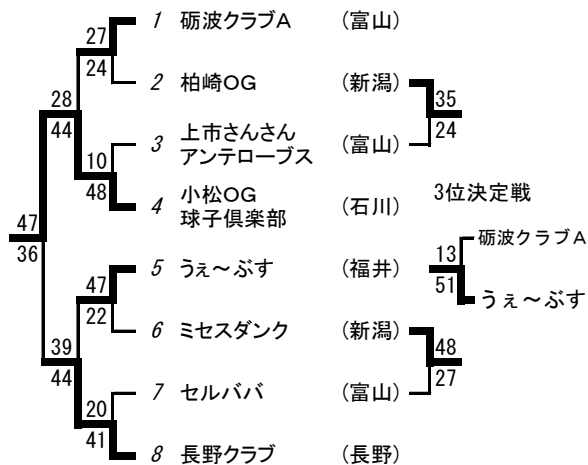 27
1 砺波クラブA (富山)
24
2 柏崎OG (新潟)
35
24
28
44
10
3 上市さんさん
アンテローブス (富山)
48
4 小松OG
球子倶楽部 (石川)
3位決定戦
47
36
砺波クラブA
13
51
うぇ～ぶす
47
5 うぇ～ぶす (福井)
22
6 ミセスダンク (新潟)
48
27
39
44
20
7 セルババ (富山)
41
8 長野クラブ (長野)